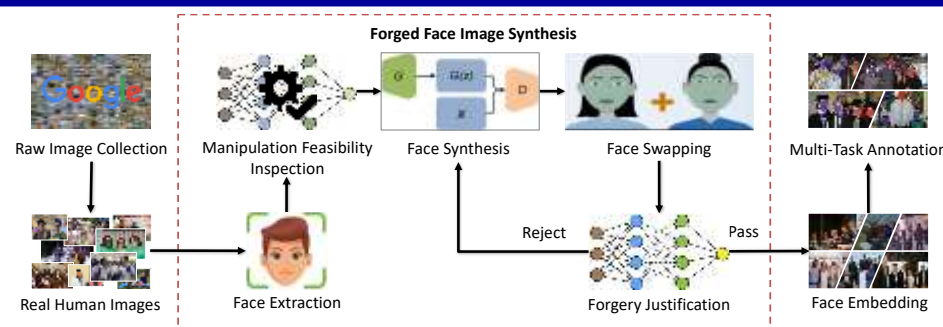 Forged Face Image Synthesis
Google
G
G(z)
D
x
Raw Image Collection
Manipulation Feasibility
Inspection
Face Synthesis
Face Swapping
Multi-Task Annotation
Reject
Pass
Real Human Images
Face Extraction
Forgery Justification
Face Embedding